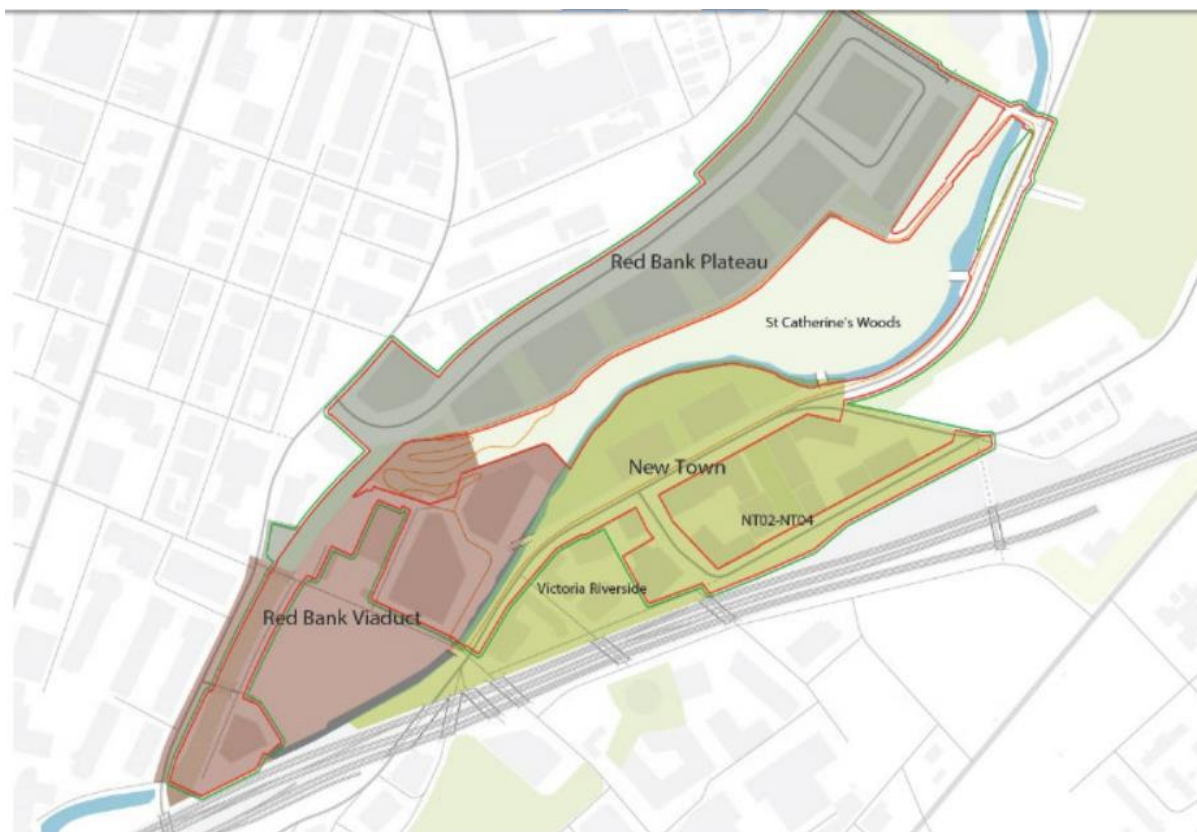 Red Bank Plateau
St Catherine's Woods
New Town
NT02-NT04
Victoria Riverside
Red Bank Viaduct